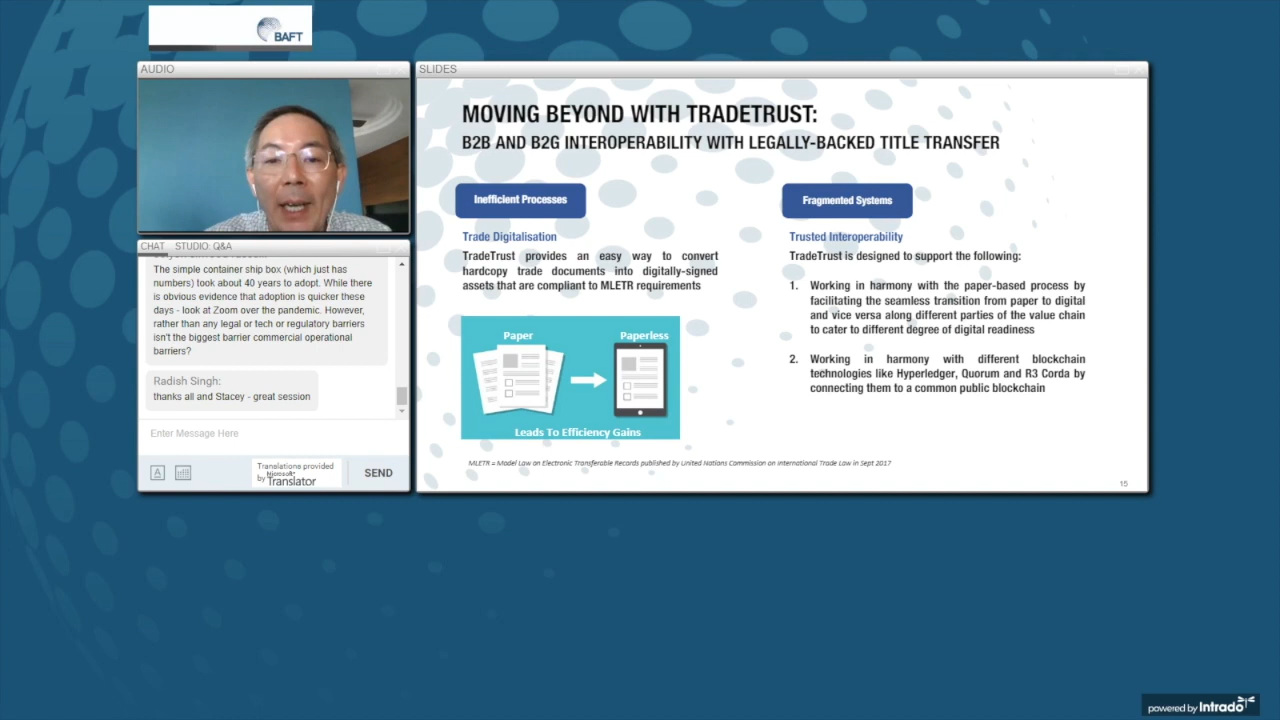 BAFT
AUDIO
SLIDES
MOVING BEYOND WITH TRADETRUST:
B2B AND B2G INTEROPERABILITY WITH LEGALLY-BACKED TITLE TRANSFER
Inefficient Processes
Trade Digitalisation
TradeTrust provides an easy way to convert
hardcopy trade documents into digitally-signed
assets that are compliant to MLETR requirements
Paper
Paperless
Leads To Efficiency Gains
Fragmented Systems
Trusted Interoperability
TradeTrust is designed to support the following:
1. Working in harmony with the paper-based process by
facilitating the seamless transition from paper to digital
and vice versa along different parties of the value chain
to cater to different degree of digital readiness
2. Working in harmony with different blockchain
technologies like Hyperledger, Quorum and R3 Corda by
connecting them to a common public blockchain
MLETR = Model Law on Electronic Transferable Records published by United Nations Commission on International Trade Law in Sept 2017
15
CHAT STUDIO: Q&A
The simple container ship box (which just has
numbers) took about 40 years to adopt. While there
is obvious evidence that adoption is quicker these
days - look at Zoom over the pandemic. However,
rather than any legal or tech or regulatory barriers
isn't the biggest barrier commercial operational
barriers?
Radish Singh:
thanks all and Stacey - great session
Enter Message Here
A
Translations provided
by Microsoft
Translator
SEND
powered by intrado